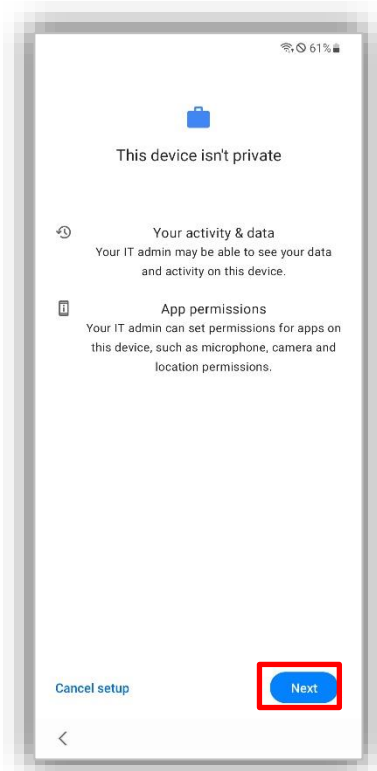 61%
This device isn't private
Your activity & data
Your IT admin may be able to see your data
and activity on this device.
App permissions
Your IT admin can set permissions for apps on
this device, such as microphone, camera and
location permissions.
Cancel setup
Next